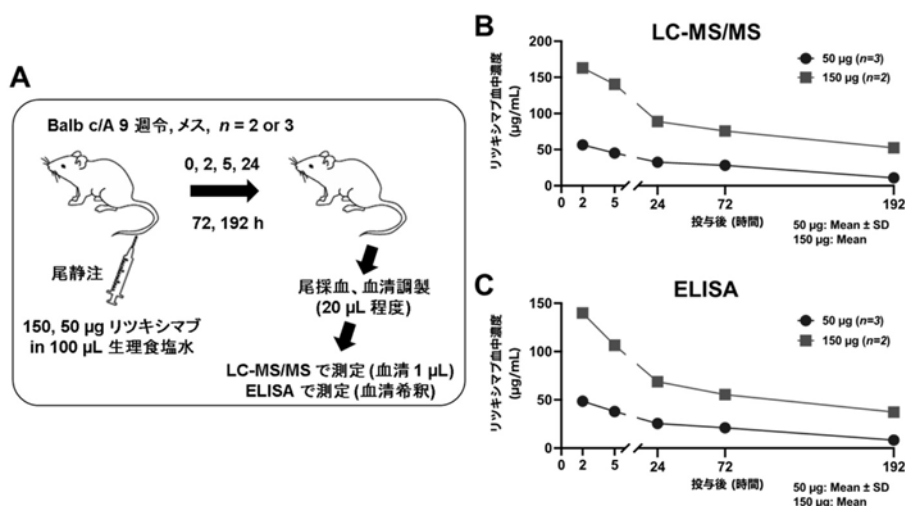 A
Balb c/A 9 週令, メス, n = 2 or 3
0, 2, 5, 24
72, 192 h
尾静注
150, 50 µg リツキシマブ
in 100 µL 生理食塩水
尾採血、血清調製
(20 µL 程度)
LC-MS/MS で測定 (血清 1 µL)
ELISA で測定 (血清希釈)
B
LC-MS/MS
リツキシマブ血中濃度
(µg/mL)
200
150
100
50
0
0 2 5 24 72 192
投与後 (時間)
50 µg (n=3)
150 µg (n=2)
50 µg: Mean ± SD
150 µg: Mean
C
ELISA
リツキシマブ血中濃度
(µg/mL)
150
100
50
0
0 2 5 24 72 192
投与後 (時間)
50 µg (n=3)
150 µg (n=2)
50 µg: Mean ± SD
150 µg: Mean